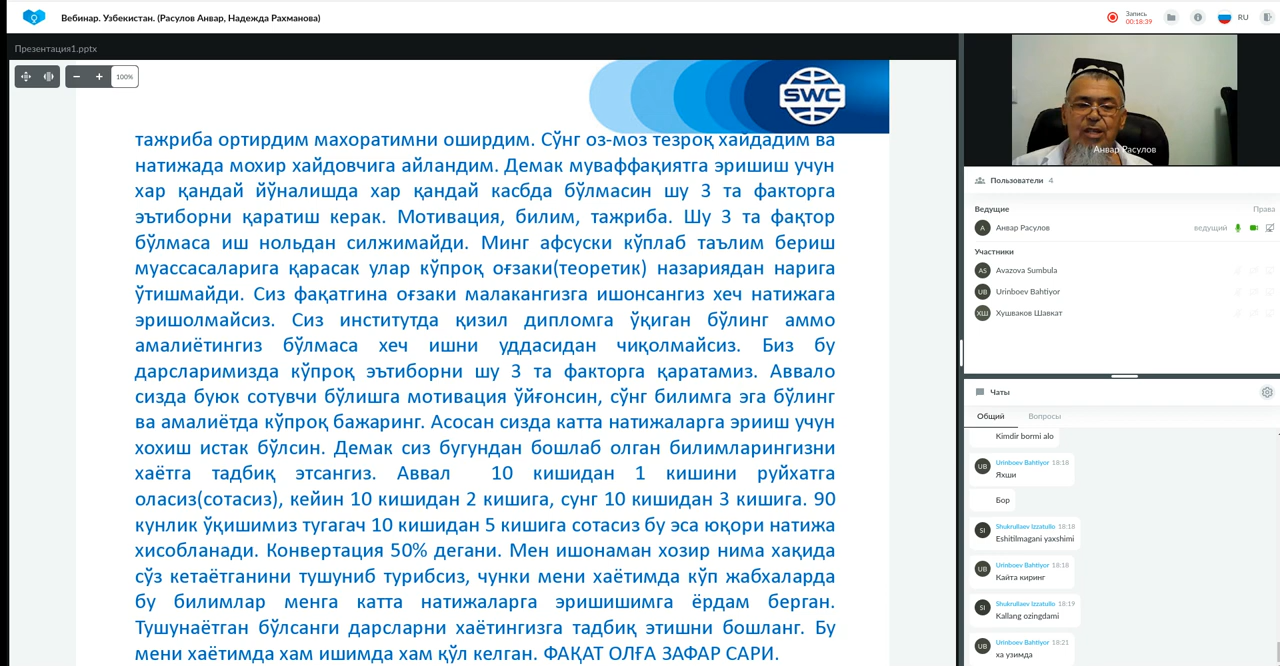 Вебинар. Узбекистан. (Расулов Анвар, Надежда Рахманова)
Запись
00:18:39
RU
Презентация1.pptx
100%
SWC
тажриба ортирдим махоратимни оширдим. Сўнг оз-моз тезроқ хайдадим ва
натижада мохир хайдовчига айландим. Демак муваффақиятга эришиш учун
хар қандай йўналишда хар қандай касбда бўлмасин шу 3 та факторга
эътиборни қаратиш керак. Мотивация, билим, тажриба. Шу 3 та фақтор
бўлмаса иш нольдан силжимайди. Минг афсуски кўплаб таълим бериш
муассасаларига қарасак улар кўпроқ оғзаки(теоретик) назариядан нарига
ўтишмайди. Сиз фақатгина оғзаки малакангизга ишонсангиз хеч натижага
эришолмайсиз. Сиз институтда қизил дипломга ўқиган бўлинг аммо
амалиётингиз бўлмаса хеч ишни уддасидан чиқолмайсиз. Биз бу
дарсларимизда кўпроқ эътиборни шу 3 та факторга қаратамиз. Аввало
сизда буюк сотувчи бўлишга мотивация ўйғонсин, сўнг билимга эга бўлинг
ва амалиётда кўпроқ бажаринг. Асосан сизда катта натижаларга эрииш учун
хохиш истак бўлсин. Демак сиз бугундан бошлаб олган билимларингизни
хаётга тадбиқ этсангиз. Аввал 10 кишидан 1 кишини руйхатга
оласиз(сотасиз), кейин 10 кишидан 2 кишига, сунг 10 кишидан 3 кишига. 90
кунлик ўқишимиз тугагач 10 кишидан 5 кишига сотасиз бу эса юқори натижа
хисобланади. Конвертация 50% дегани. Мен ишонаман хозир нима хақида
сўз кетаётганини тушуниб турибсиз, чунки мени хаётимда кўп жабхаларда
бу билимлар менга катта натижаларга эришишимга ёрдам берган.
Тушунаётган бўлсанги дарсларни хаётингизга тадбиқ этишни бошланг. Бу
мени хаётимда хам ишимда хам қўл келган. ФАҚАТ ОЛҒА ЗАФАР САРИ.
Анвар Расулов
Пользователи 4
Ведущие Права
А Анвар Расулов ведущий
Участники
AS Avazova Sumbula
UB Urinboev Bahtiyor
ХШ Хушваков Шавкат
Чаты
Общий Вопросы
Kimdir bormi alo
UB Urinboev Bahtiyor 18:18
Яхши
Бор
SI Shukrullaev Izzatullo 18:18
Eshitilmagani yaxshimi
UB Urinboev Bahtiyor 18:18
Кайта киринг
SI Shukrullaev Izzatullo 18:19
Kallang ozingdami
UB Urinboev Bahtiyor 18:21
ха узимда